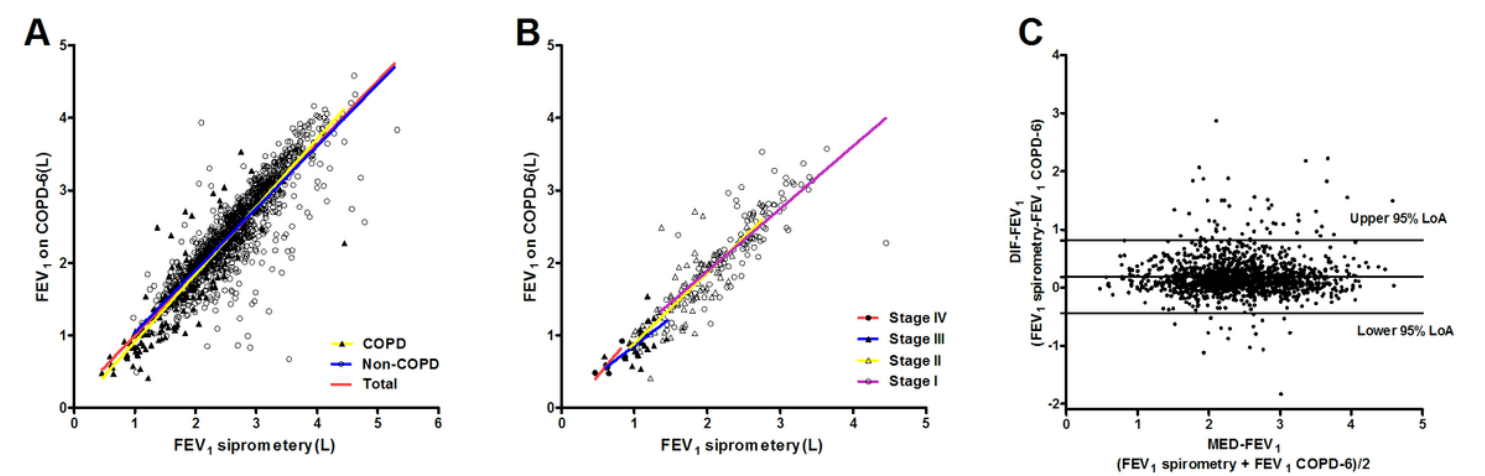 A
B
C
5
4
3
2
1
0
0 1 2 3 4 5 6
FEV1 on COPD-6(L)
FEV1 siprometery (L)
COPD
Non-COPD
Total
5
4
3
2
1
0
0 1 2 3 4 5
FEV1 on COPD-6(L)
FEV1 siprometery (L)
Stage IV
Stage III
Stage II
Stage I
4
3
2
1
0
-1
-2
0 1 2 3 4 5
DIF-FEV1
(FEV1 spirometry-FEV1 COPD-6)
Upper 95% LoA
Lower 95% LoA
MED-FEV1
(FEV1 spirometry + FEV1 COPD-6)/2